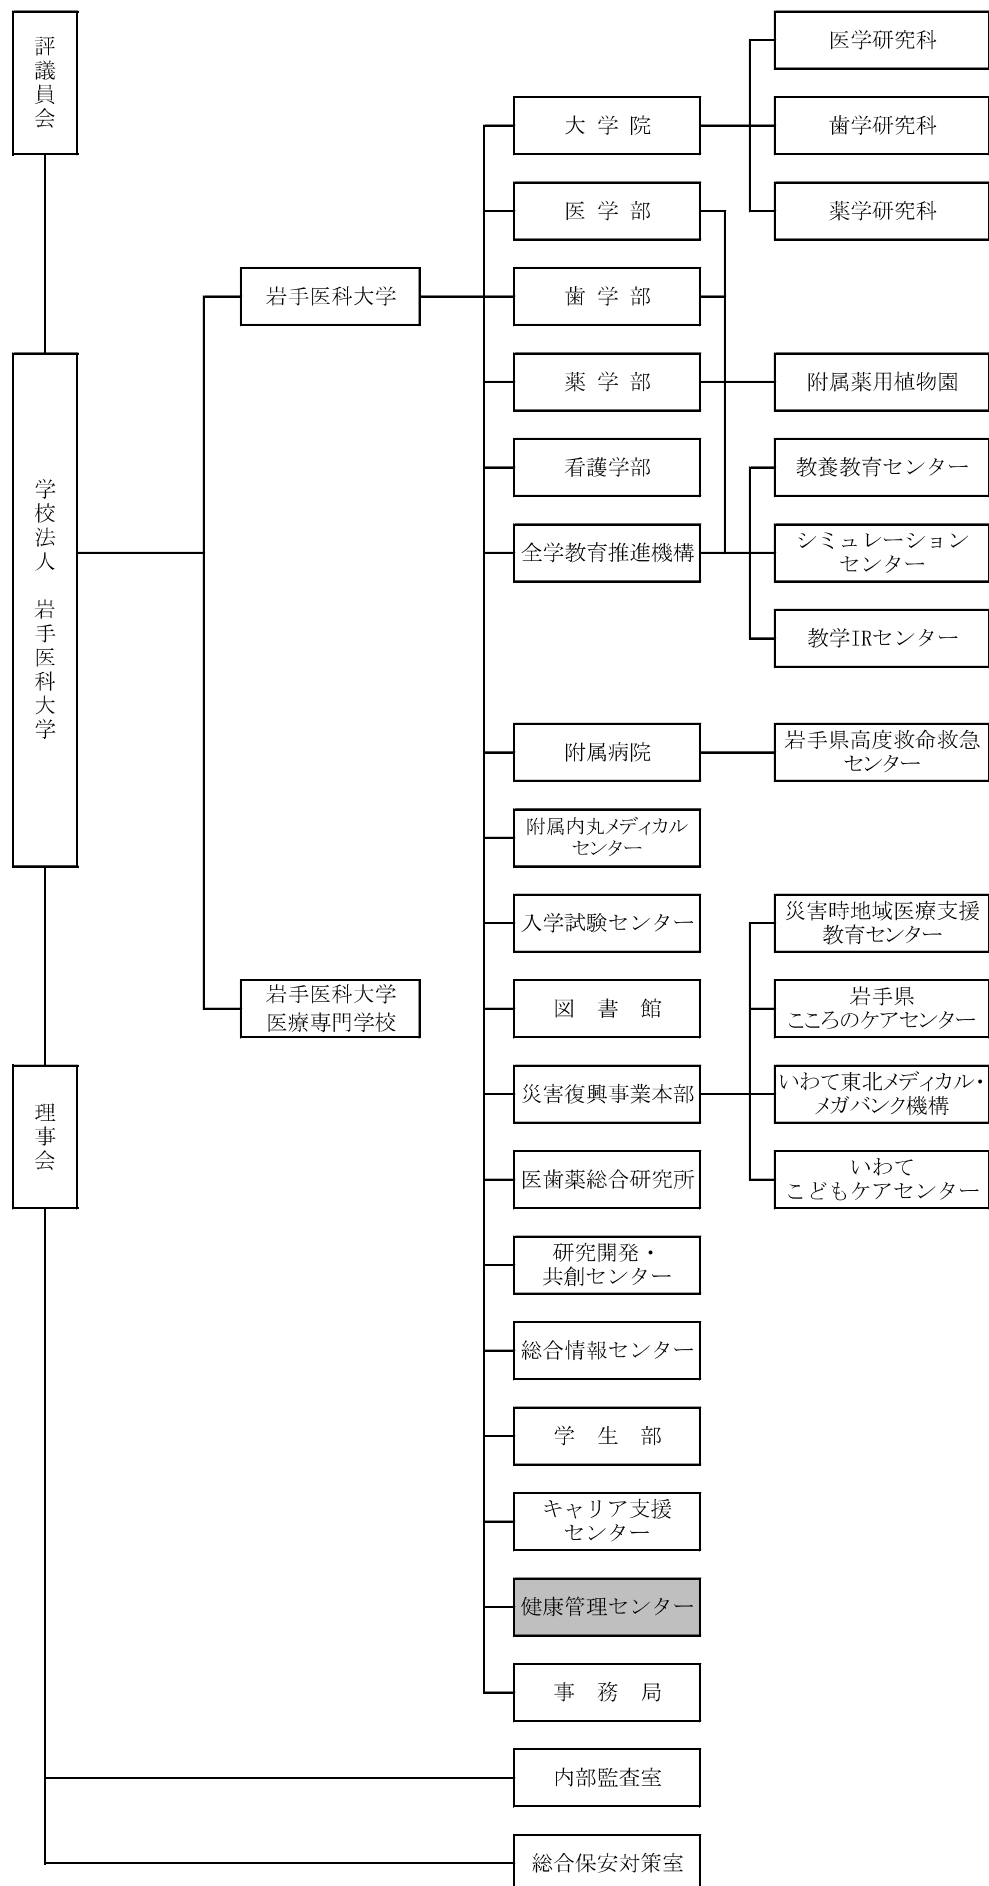 評議員会
学校法人　岩手医科大学
理事会
岩手医科大学
岩手医科大学
医療専門学校
大 学 院
医 学 部
歯 学 部
薬 学 部
看護学部
全学教育推進機構
附属病院
附属内丸メディカル
センター
入学試験センター
図　書　館
災害復興事業本部
医歯薬総合研究所
研究開発・
共創センター
総合情報センター
学　生　部
キャリア支援
センター
健康管理センター
事　務　局
内部監査室
総合保安対策室
医学研究科
歯学研究科
薬学研究科
附属薬用植物園
教養教育センター
シミュレーション
センター
教学IRセンター
岩手県高度救命救急
センター
災害時地域医療支援
教育センター
岩手県
こころのケアセンター
いわて東北メディカル・
メガバンク機構
いわて
こどもケアセンター